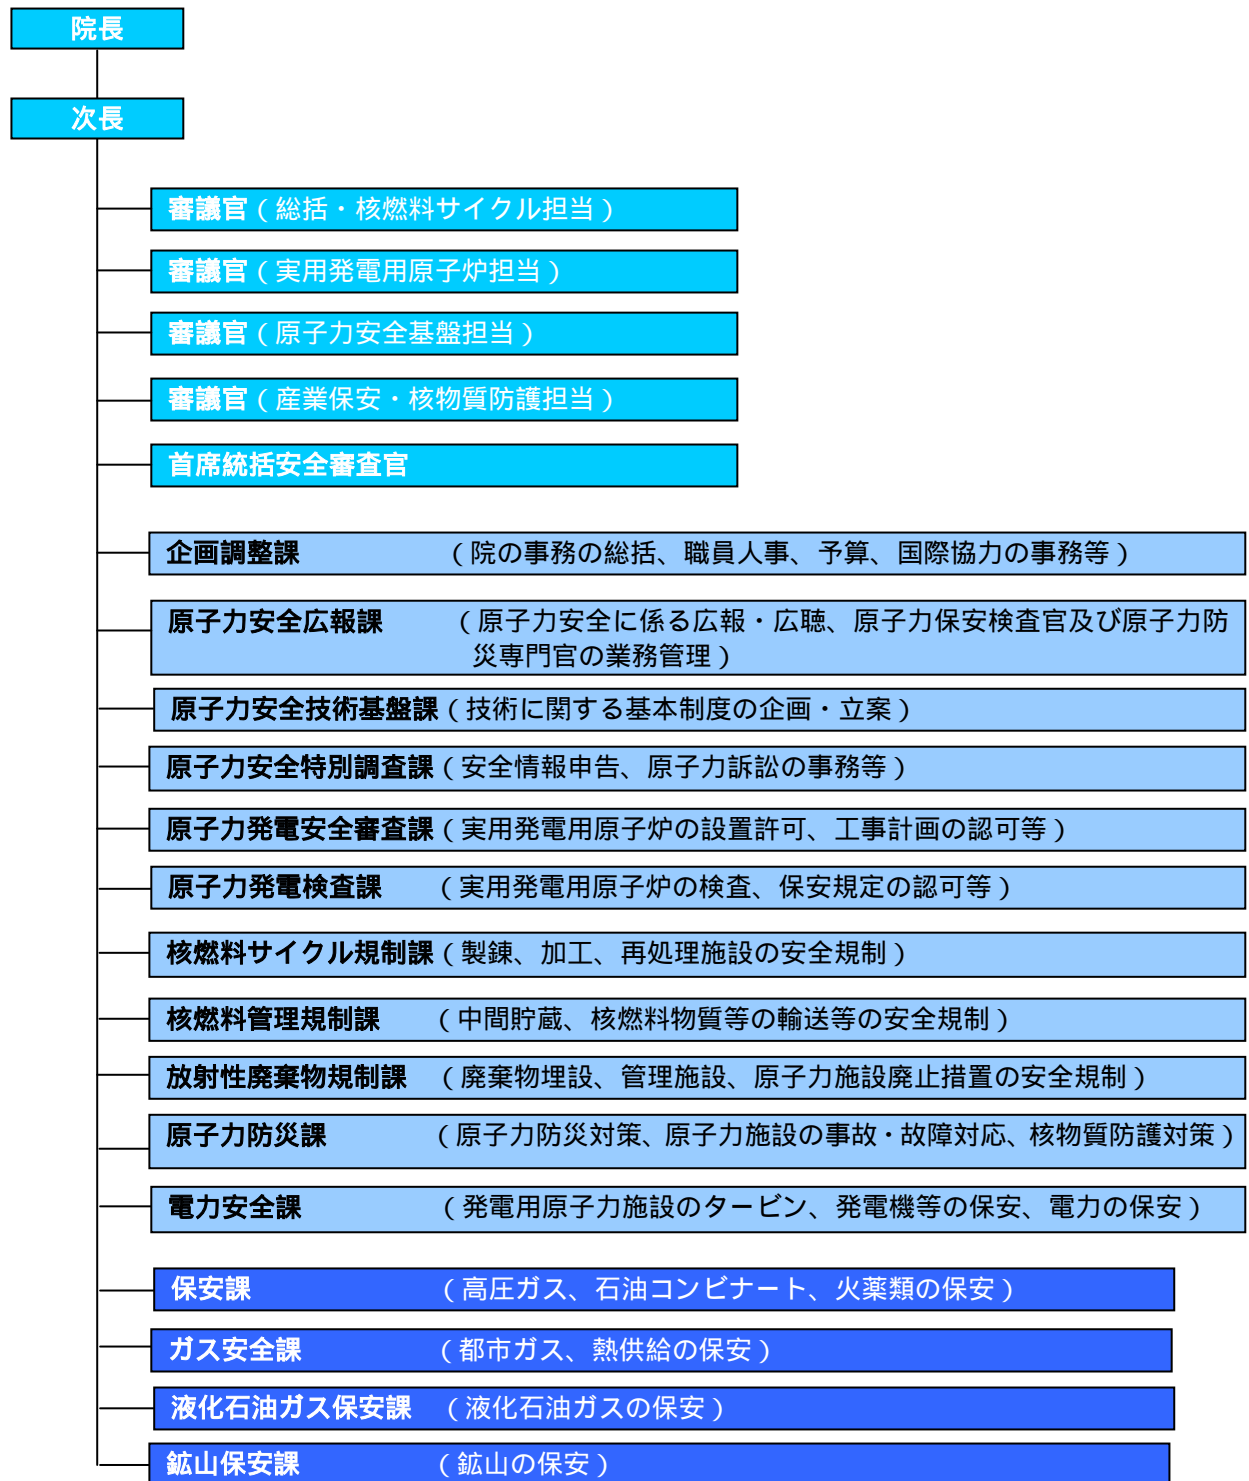 院長
次長
審議官（総括・核燃料サイクル担当）
審議官（実用発電用原子炉担当）
審議官（原子力安全基盤担当）
審議官（産業保安・核物質防護担当）
首席統括安全審査官
企画調整課（院の事務の総括、職員人事、予算、国際協力の事務等）
原子力安全広報課（原子力安全に係る広報・広聴、原子力保安検査官及び原子力防
災専門官の業務管理）
原子力安全技術基盤課（技術に関する基本制度の企画・立案）
原子力安全特別調査課（安全情報申告、原子力訴訟の事務等）
原子力発電安全審査課（実用発電用原子炉の設置許可、工事計画の認可等）
原子力発電検査課（実用発電用原子炉の検査、保安規定の認可等）
核燃料サイクル規制課（製錬、加工、再処理施設の安全規制）
核燃料管理規制課（中間貯蔵、核燃料物質等の輸送等の安全規制）
放射性廃棄物規制課（廃棄物埋設、管理施設、原子力施設廃止措置の安全規制）
原子力防災課（原子力防災対策、原子力施設の事故・故障対応、核物質防護対策）
電力安全課（発電用原子力施設のタービン、発電機等の保安、電力の保安）
保安課（高圧ガス、石油コンビナート、火薬類の保安）
ガス安全課（都市ガス、熱供給の保安）
液化石油ガス保安課（液化石油ガスの保安）
鉱山保安課（鉱山の保安）